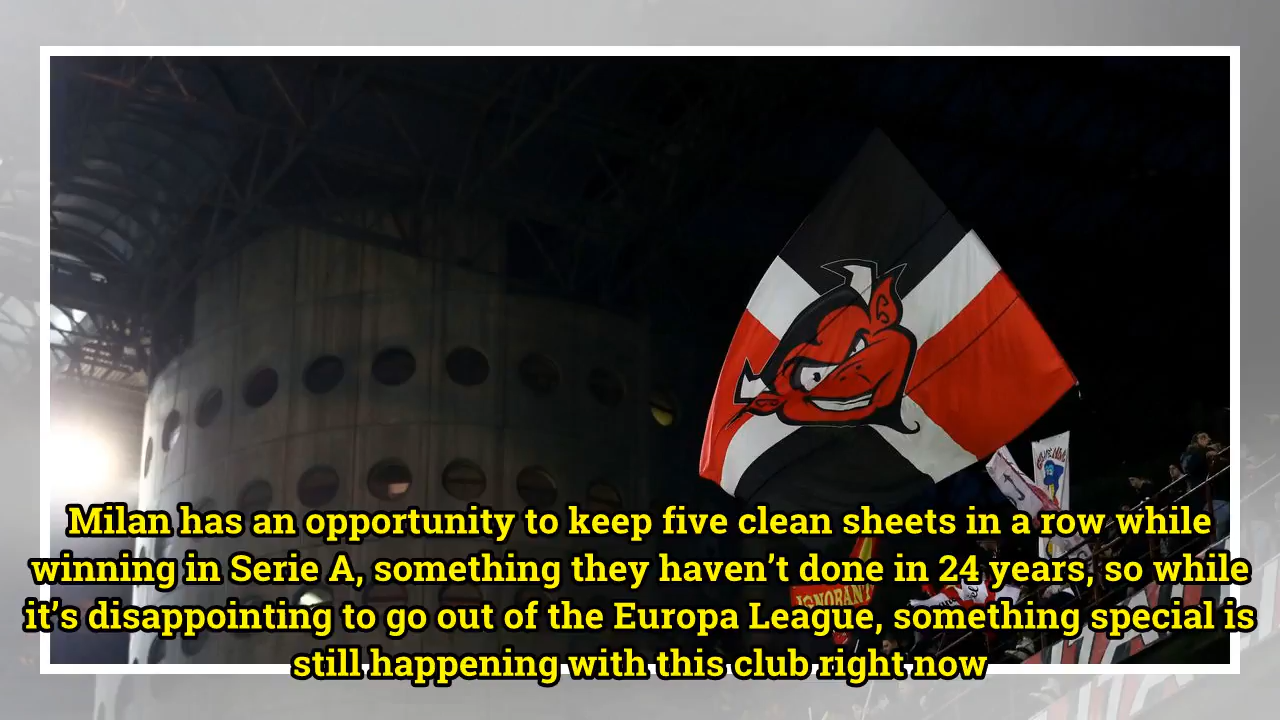 Milan has an opportunity to keep five clean sheets in a row while
winning in Serie A, something they haven’t done in 24 years, so while
it’s disappointing to go out of the Europa League, something special is
still happening with this club right now
IGNORANT